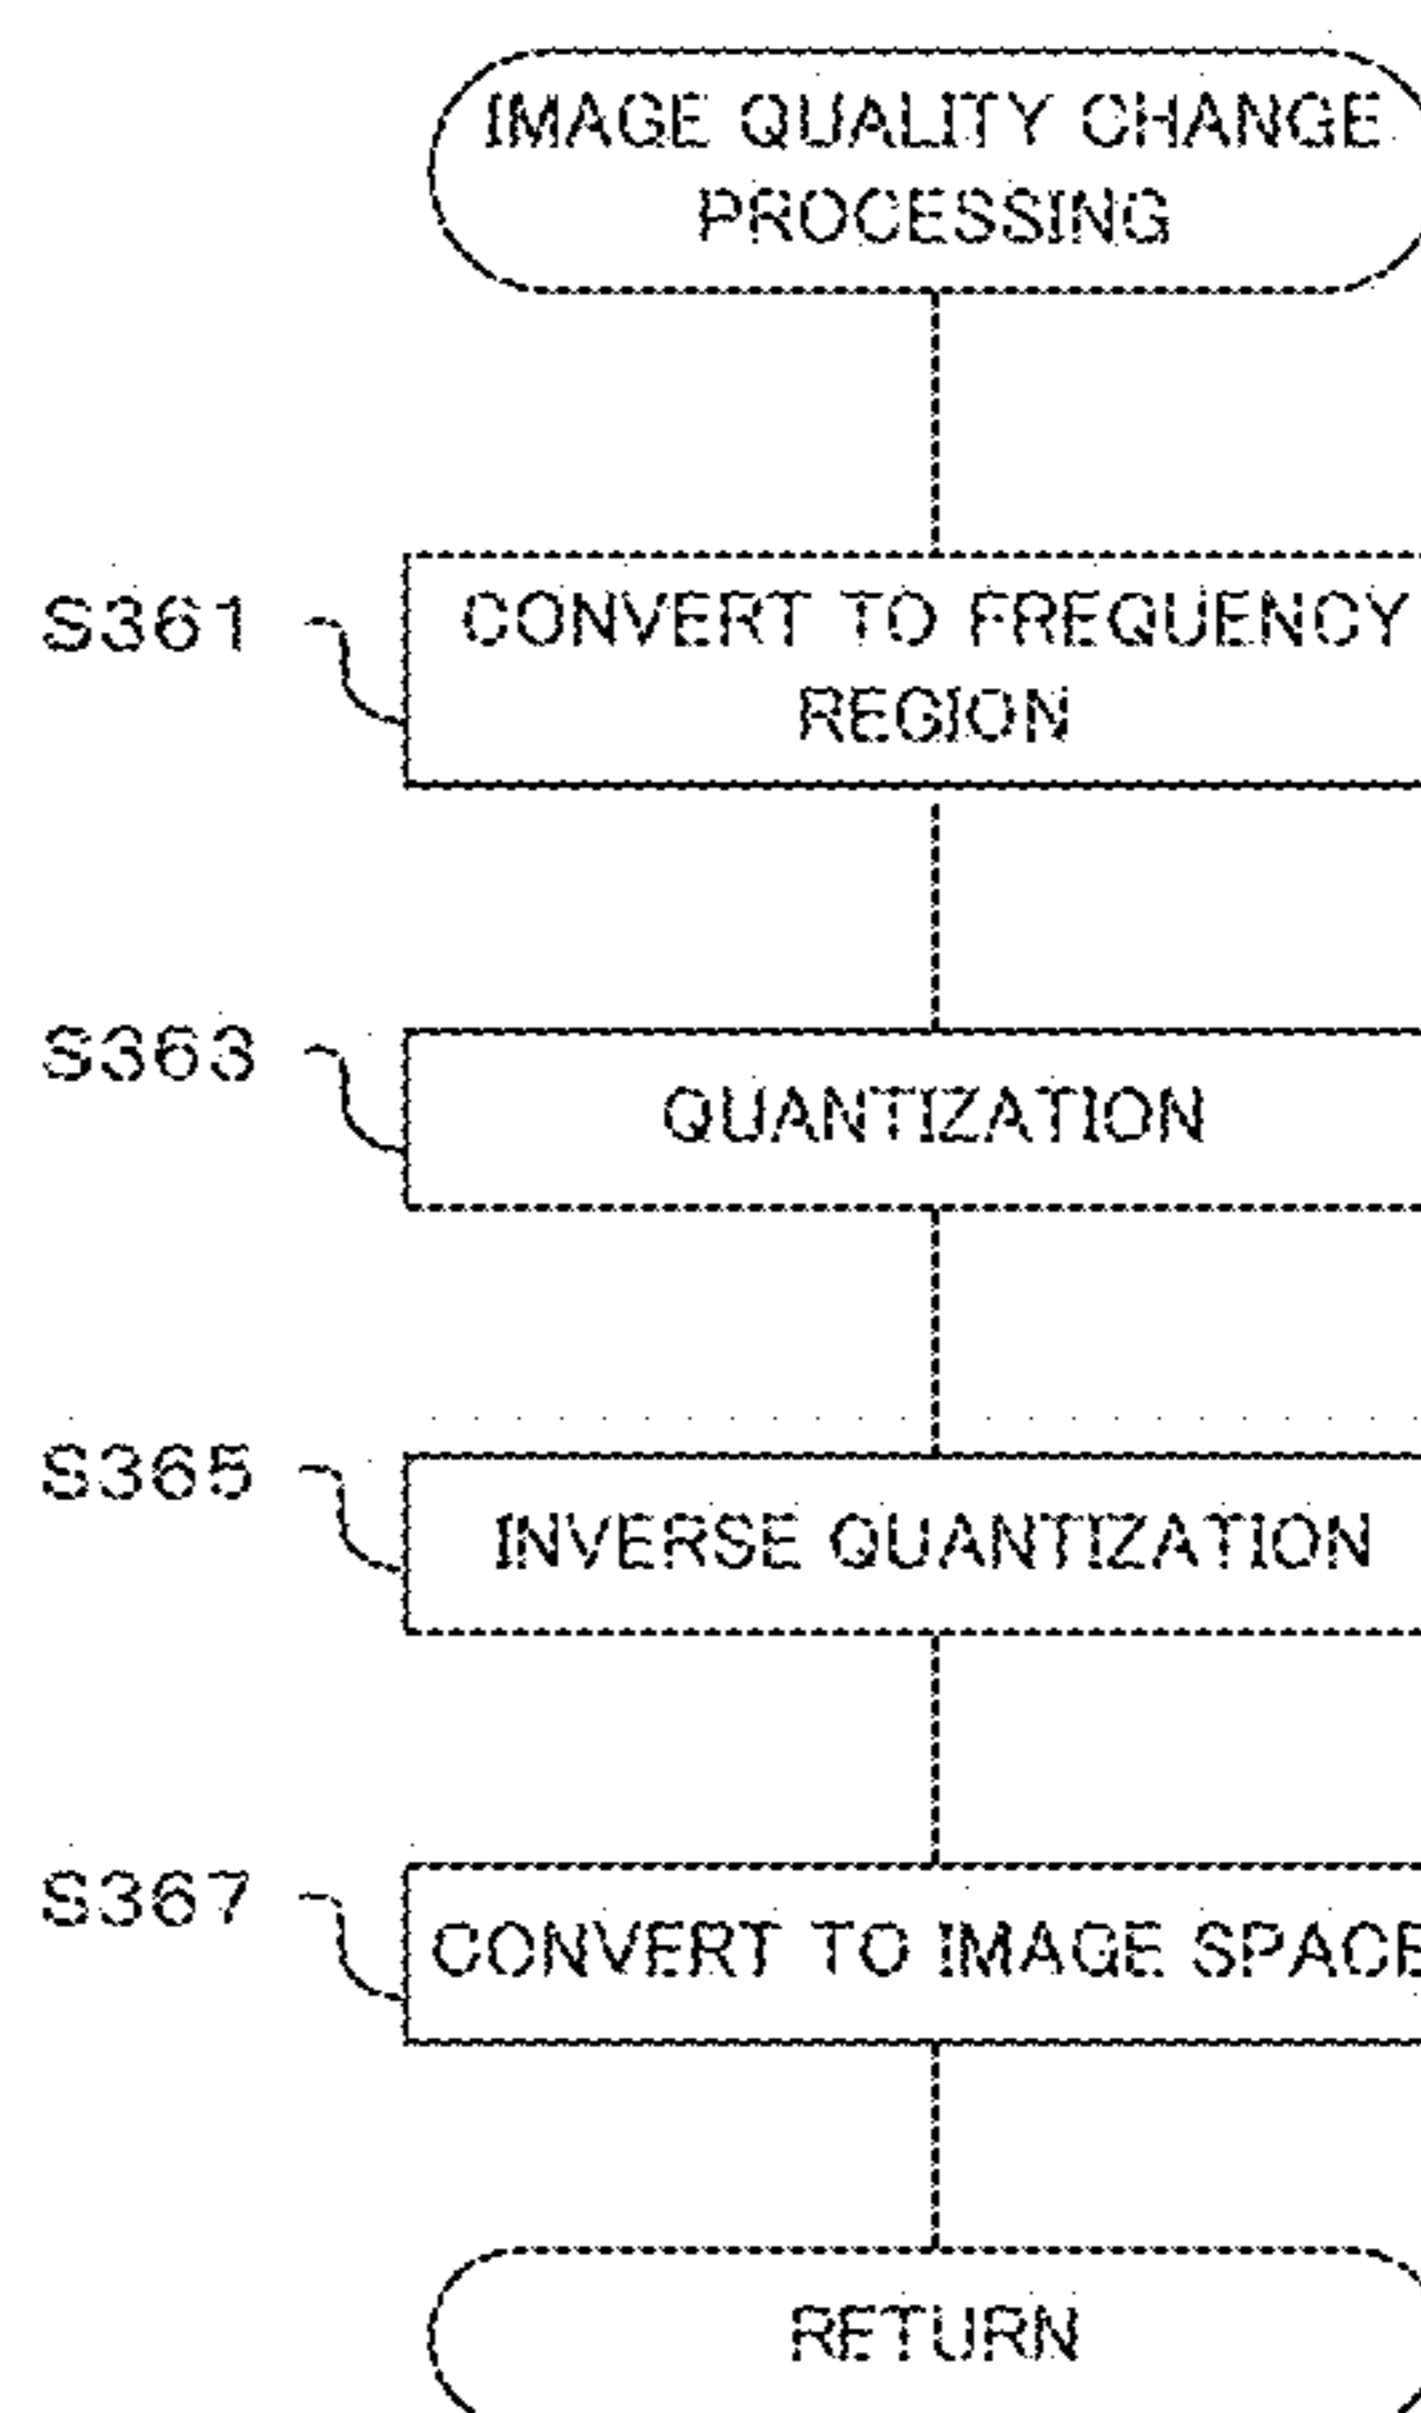 IMAGE QUALITY CHANGE
PROCESSING
S361
CONVERT TO FREQUENCY
REGION
S363
QUANTIZATION
S365
INVERSE QUANTIZATION
S367
CONVERT TO IMAGE SPACE
RETURN